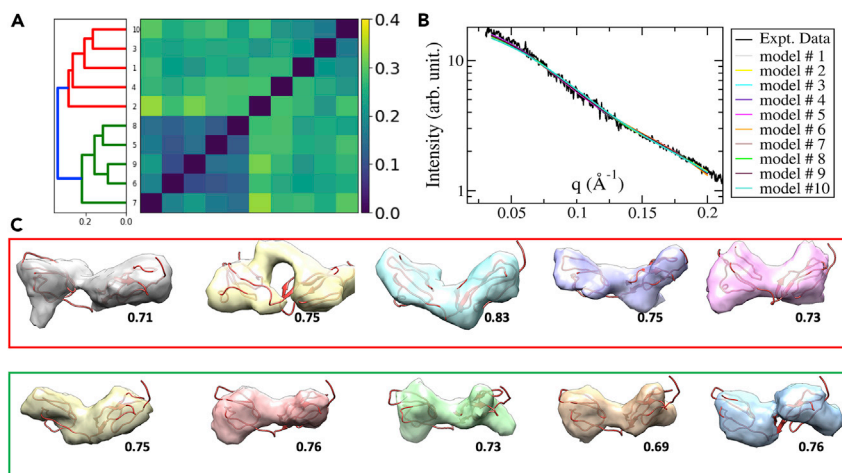 A
10
3
1
4
2
8
5
9
6
7
0.2
0.0
0.4
0.3
0.2
0.1
0.0
B
Intensity (arb. unit.)
10
1
0.05
0.1
0.15
0.2
q (Å⁻¹)
Expt. Data
model # 1
model # 2
model # 3
model # 4
model # 5
model # 6
model # 7
model # 8
model # 9
model #10
C
0.71
0.75
0.83
0.75
0.73
0.75
0.76
0.73
0.69
0.76